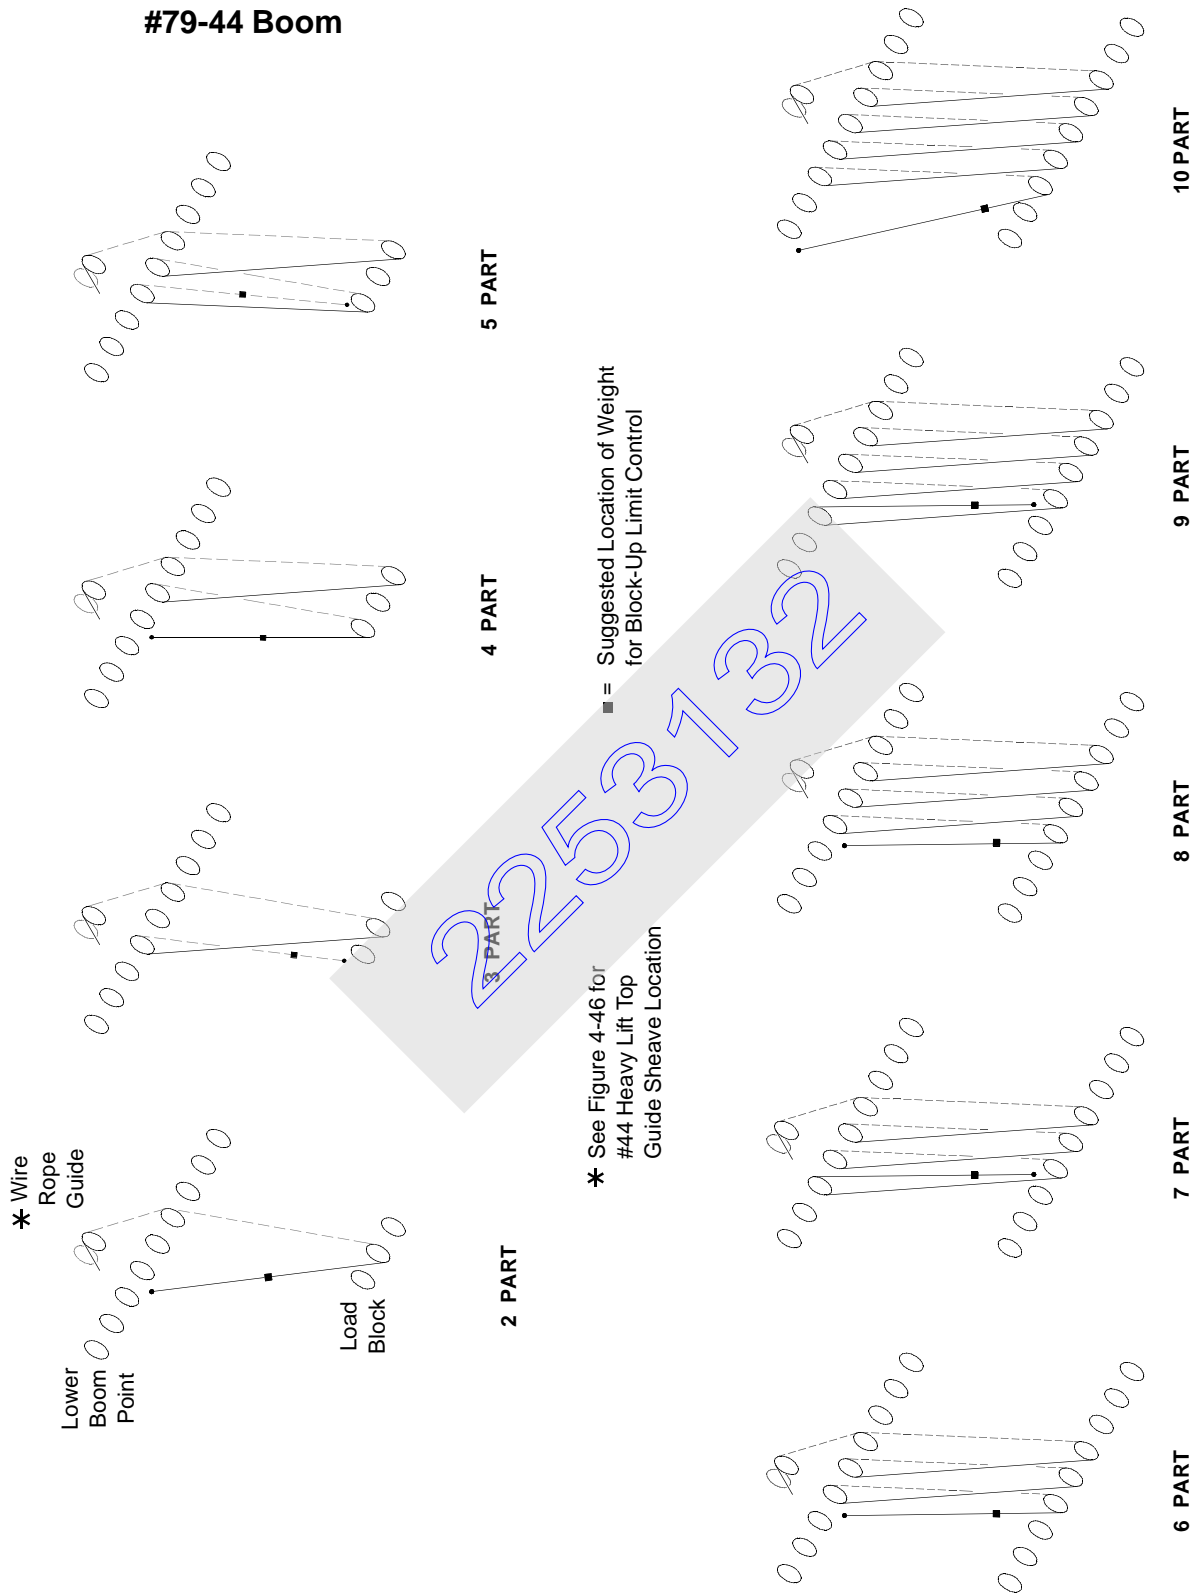 #79-44 Boom
* Wire
Rope
Guide
Lower
Boom
Point
Load
Block
2 PART
3 PART
4 PART
5 PART
* See Figure 4-46 for
#44 Heavy Lift Top
Guide Sheave Location
■ = Suggested Location of Weight
for Block-Up Limit Control
6 PART
7 PART
8 PART
9 PART
10 PART
2253132